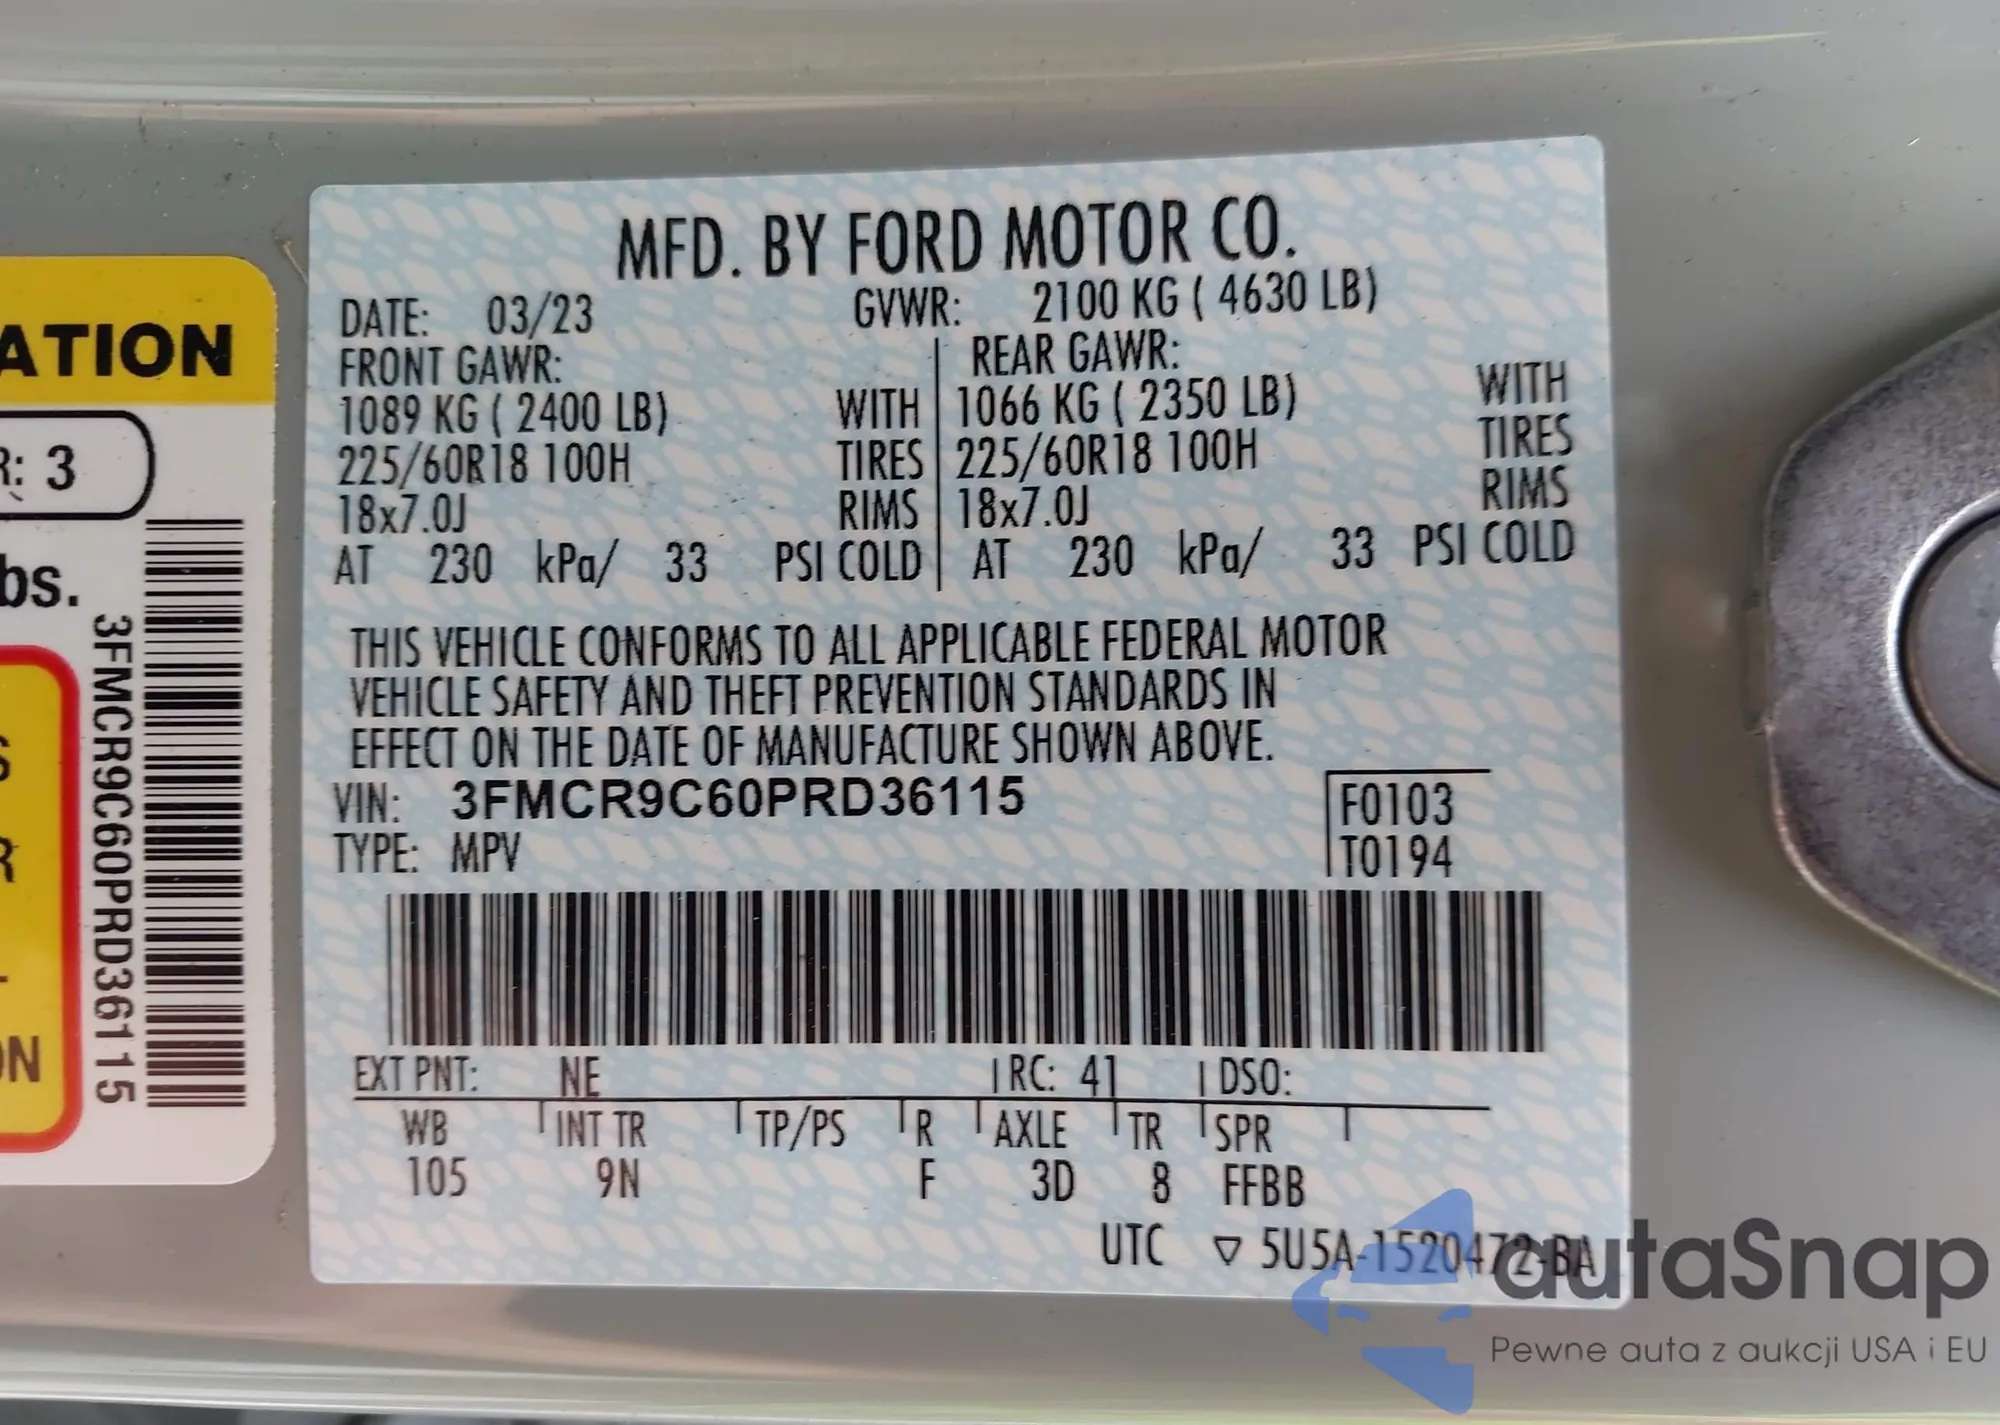 MFD. BY FORD MOTOR CO.
DATE: 03/23 GVWR: 2100 KG ( 4630 LB)
FRONT GAWR: REAR GAWR:
1089 KG ( 2400 LB) WITH 1066 KG ( 2350 LB) WITH
225/60R18 100H TIRES 225/60R18 100H TIRES
18x7.0J RIMS 18x7.0J RIMS
AT 230 kPa/ 33 PSI COLD AT 230 kPa/ 33 PSI COLD
THIS VEHICLE CONFORMS TO ALL APPLICABLE FEDERAL MOTOR
VEHICLE SAFETY AND THEFT PREVENTION STANDARDS IN
EFFECT ON THE DATE OF MANUFACTURE SHOWN ABOVE.
VIN: 3FMCR9C60PRD36115 F0103
TYPE: MPV T0194
EXT PNT: NE RC: 41 DSO:
WB INT TR TP/PS R AXLE TR SPR
105 9N F 3D 8 FFBB
UTC ▽ 5U5A-1520472-BA
ATION
R: 3
bs.
3FMCR9C60PRD36115
S
R
ON
autaSnap
Pewne auta z aukcji USA i EU